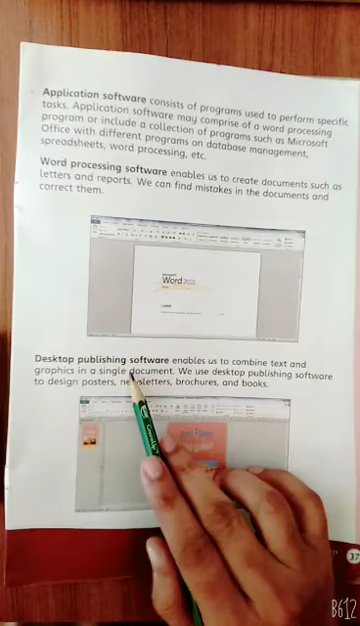 Application software consists of programs used to perform specific
tasks. Application software may comprise of a word processing
program or include a collection of programs such as Microsoft
Office with different programs on database management,
spreadsheets, word processing, etc.
Word processing software enables us to create documents such as
letters and reports. We can find mistakes in the documents and
correct them.
Word
Desktop publishing software enables us to combine text and
graphics in a single document. We use desktop publishing software
to design posters, newsletters, brochures, and books.
37
B612